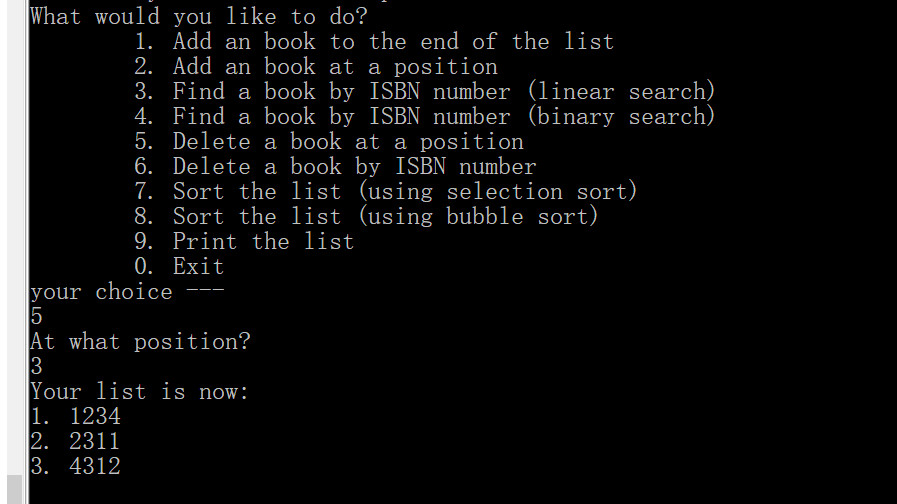 What would you like to do?
1. Add an book to the end of the list
2. Add an book at a position
3. Find a book by ISBN number (linear search)
4. Find a book by ISBN number (binary search)
5. Delete a book at a position
6. Delete a book by ISBN number
7. Sort the list (using selection sort)
8. Sort the list (using bubble sort)
9. Print the list
0. Exit
your choice ---
5
At what position?
3
Your list is now:
1. 1234
2. 2311
3. 4312